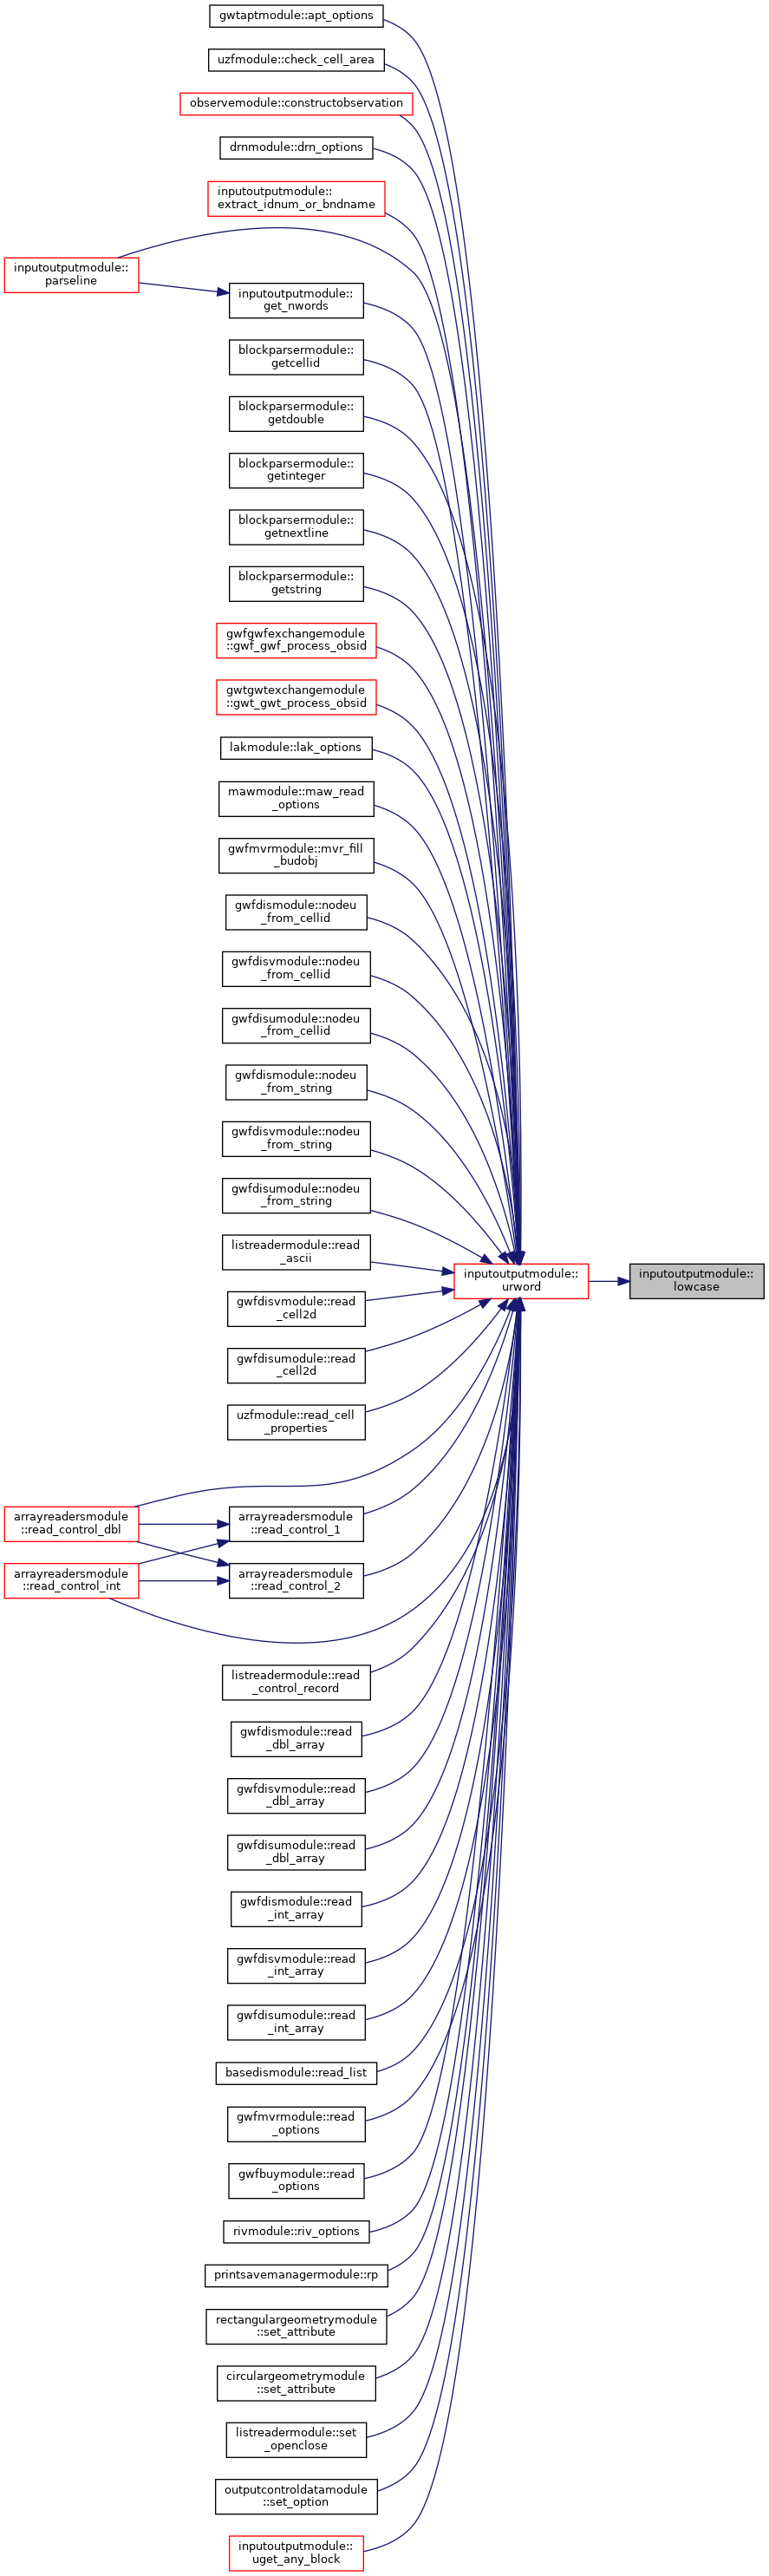 gwtaptmodule::apt_options
uzfmodule::check_cell_area
observemodule::constructobservation
drnmodule::drn_options
inputoutputmodule::
extract_idnum_or_bndname
inputoutputmodule::
parseline
inputoutputmodule::
get_nwords
blockparsermodule::
getcellid
blockparsermodule::
getdouble
blockparsermodule::
getinteger
blockparsermodule::
getnextline
blockparsermodule::
getstring
gwfgwfexchangemodule
::gwf_gwf_process_obsid
gwtgwtexchangemodule
::gwt_gwt_process_obsid
lakmodule::lak_options
mawmodule::maw_read
_options
gwfmvrmodule::mvr_fill
_budobj
gwfdismodule::nodeu
_from_cellid
gwfdisvmodule::nodeu
_from_cellid
gwfdisumodule::nodeu
_from_cellid
gwfdismodule::nodeu
_from_string
gwfdisvmodule::nodeu
_from_string
gwfdisumodule::nodeu
_from_string
listreadermodule::read
_ascii
inputoutputmodule::
urword
inputoutputmodule::
lowcase
gwfdisvmodule::read
_cell2d
gwfdisumodule::read
_cell2d
uzfmodule::read_cell
_properties
arrayreadersmodule
::read_control_dbl
arrayreadersmodule
::read_control_1
arrayreadersmodule
::read_control_int
arrayreadersmodule
::read_control_2
listreadermodule::read
_control_record
gwfdismodule::read
_dbl_array
gwfdisvmodule::read
_dbl_array
gwfdisumodule::read
_dbl_array
gwfdismodule::read
_int_array
gwfdisvmodule::read
_int_array
gwfdisumodule::read
_int_array
basedismodule::read_list
gwfmvrmodule::read
_options
gwfbuymodule::read
_options
rivmodule::riv_options
printsavemanagermodule::rp
rectangulargeometrymodule
::set_attribute
circulargeometrymodule
::set_attribute
listreadermodule::set
_openclose
outputcontroldatamodule
::set_option
inputoutputmodule::
uget_any_block